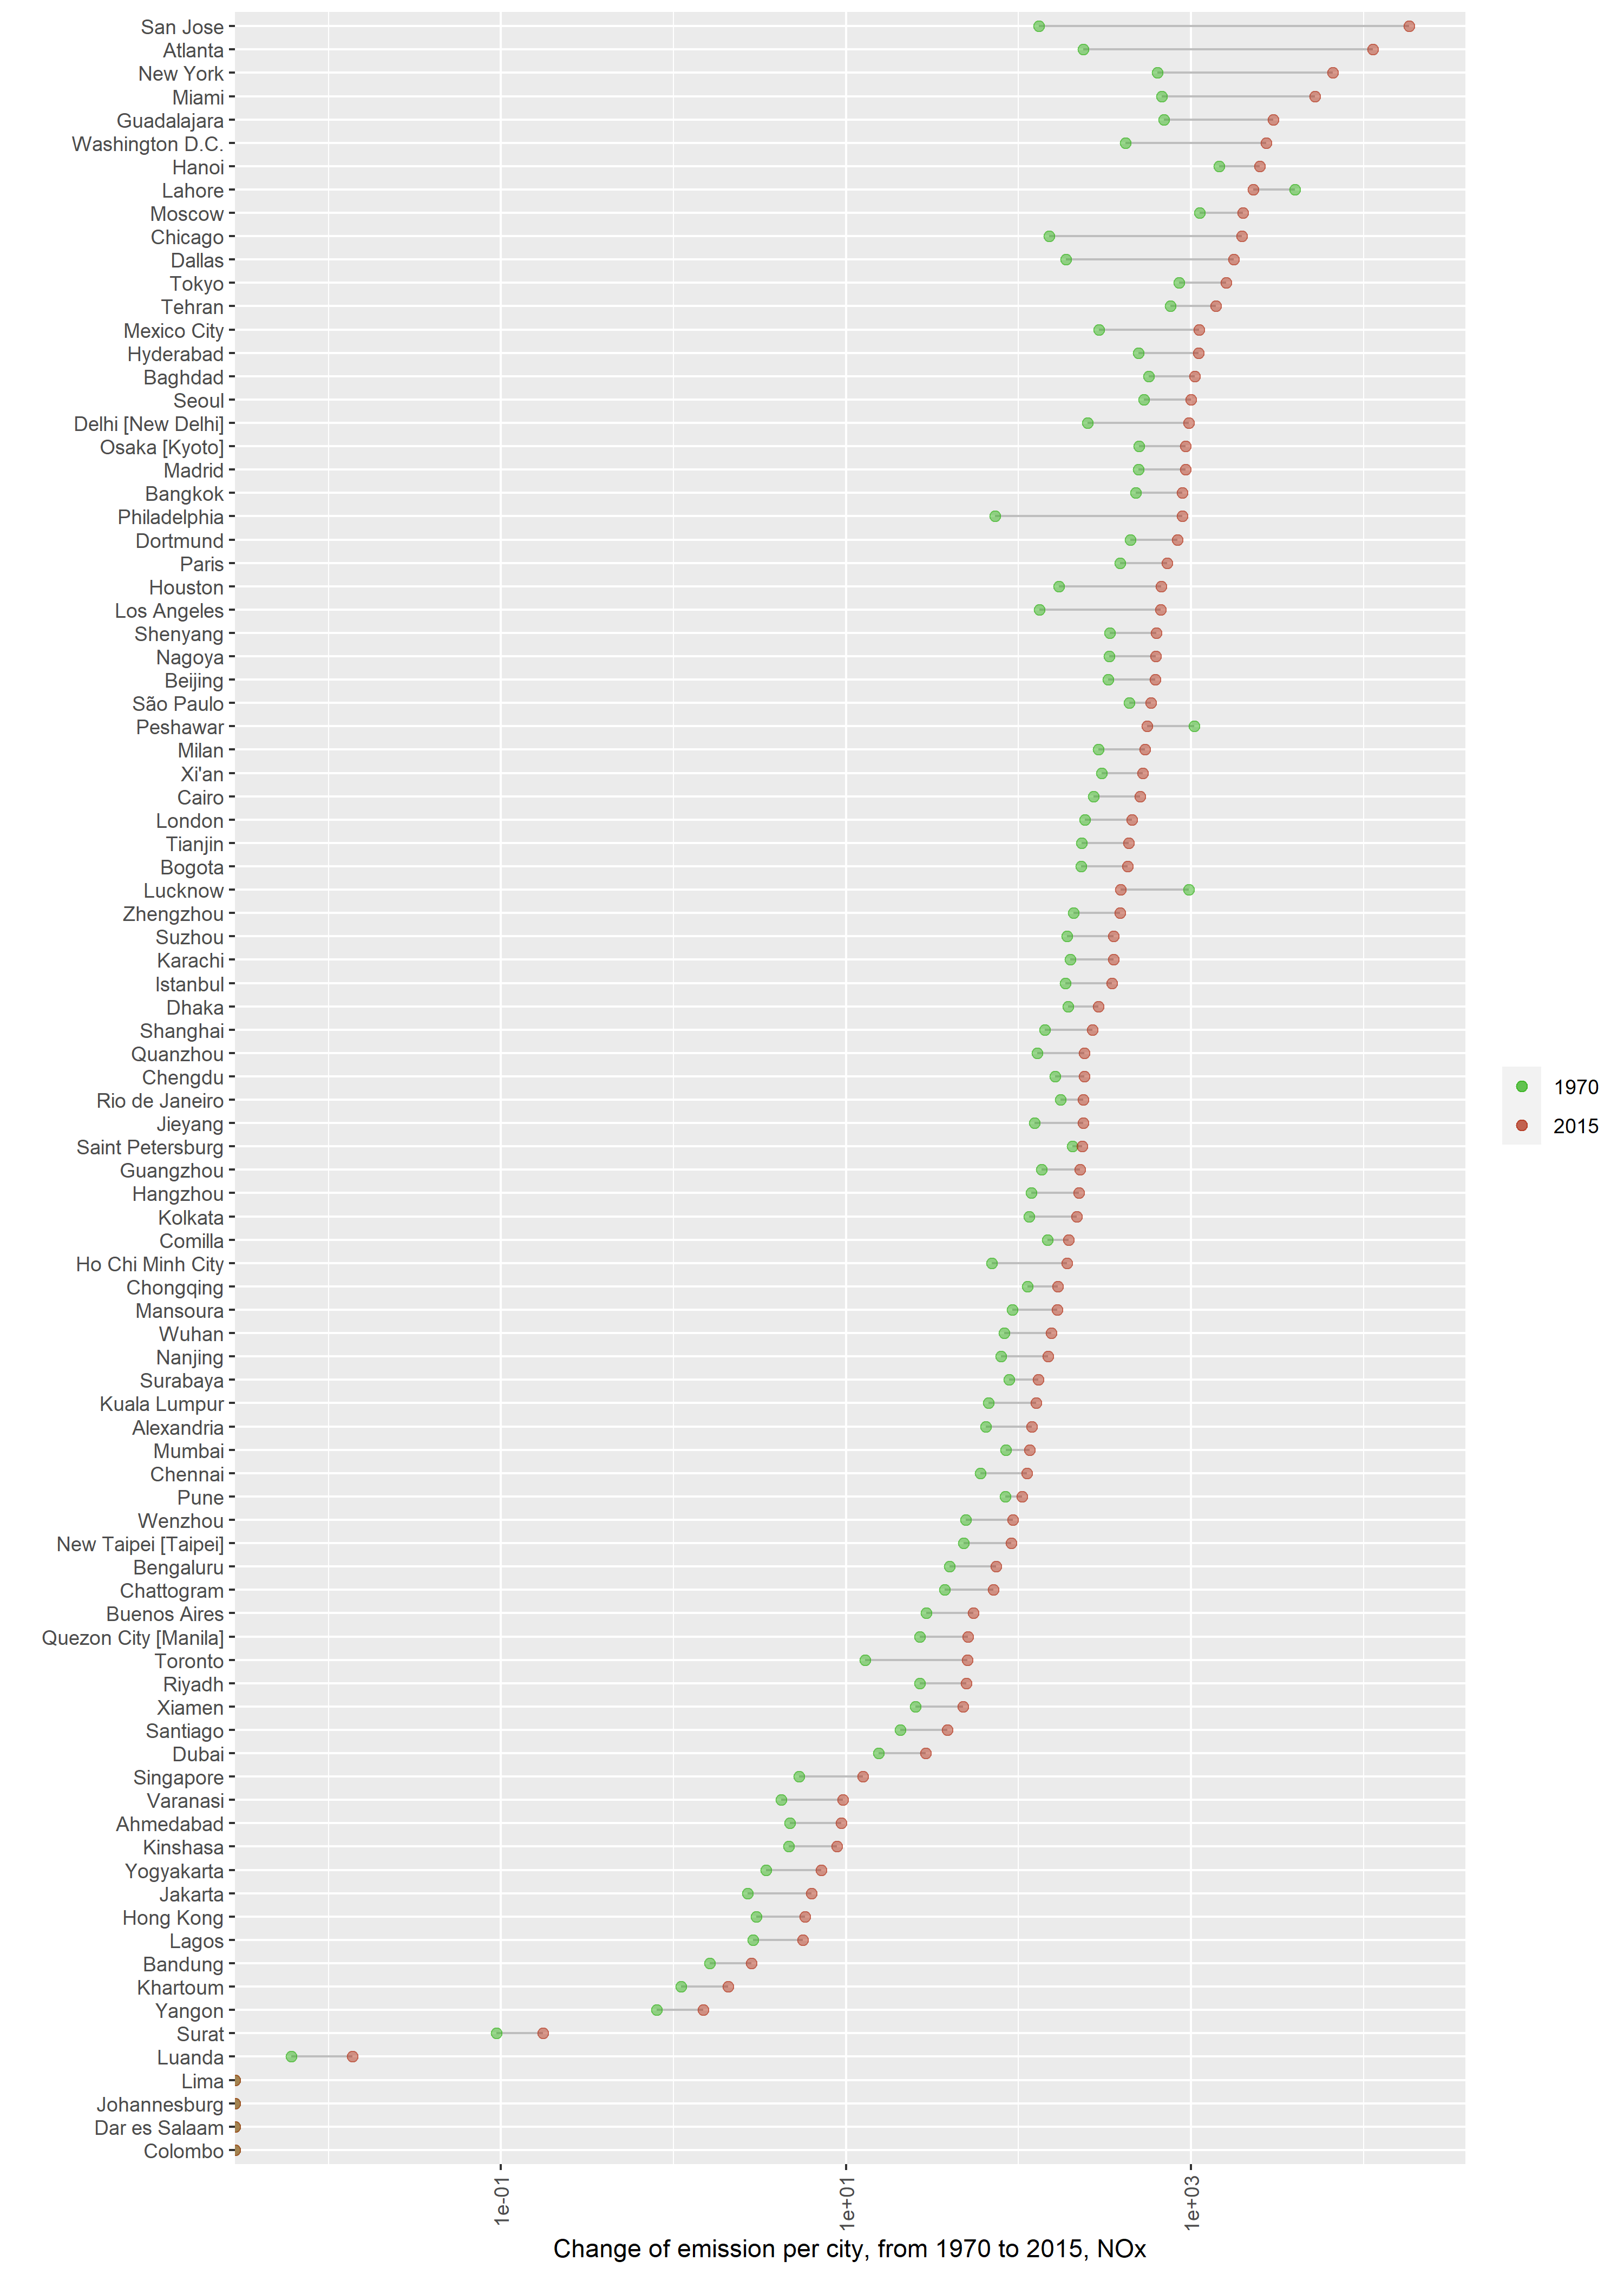 San Jose
Atlanta
New York
Miami
Guadalajara
Washington D.C.
Hanoi
Lahore
Moscow
Chicago
Dallas
Tokyo
Tehran
Mexico City
Hyderabad
Baghdad
Seoul
Delhi [New Delhi]
Osaka [Kyoto]
Madrid
Bangkok
Philadelphia
Dortmund
Paris
Houston
Los Angeles
Shenyang
Nagoya
Beijing
São Paulo
Peshawar
Milan
Xi'an
Cairo
London
Tianjin
Bogota
Lucknow
Zhengzhou
Suzhou
Karachi
Istanbul
Dhaka
Shanghai
Quanzhou
Chengdu
Rio de Janeiro
Jieyang
Saint Petersburg
Guangzhou
Hangzhou
Kolkata
Comilla
Ho Chi Minh City
Chongqing
Mansoura
Wuhan
Nanjing
Surabaya
Kuala Lumpur
Alexandria
Mumbai
Chennai
Pune
Wenzhou
New Taipei [Taipei]
Bengaluru
Chattogram
Buenos Aires
Quezon City [Manila]
Toronto
Riyadh
Xiamen
Santiago
Dubai
Singapore
Varanasi
Ahmedabad
Kinshasa
Yogyakarta
Jakarta
Hong Kong
Lagos
Bandung
Khartoum
Yangon
Surat
Luanda
Lima
Johannesburg
Dar es Salaam
Colombo
1e-01
1e+01
1e+03
Change of emission per city, from 1970 to 2015, NOx
1970
2015